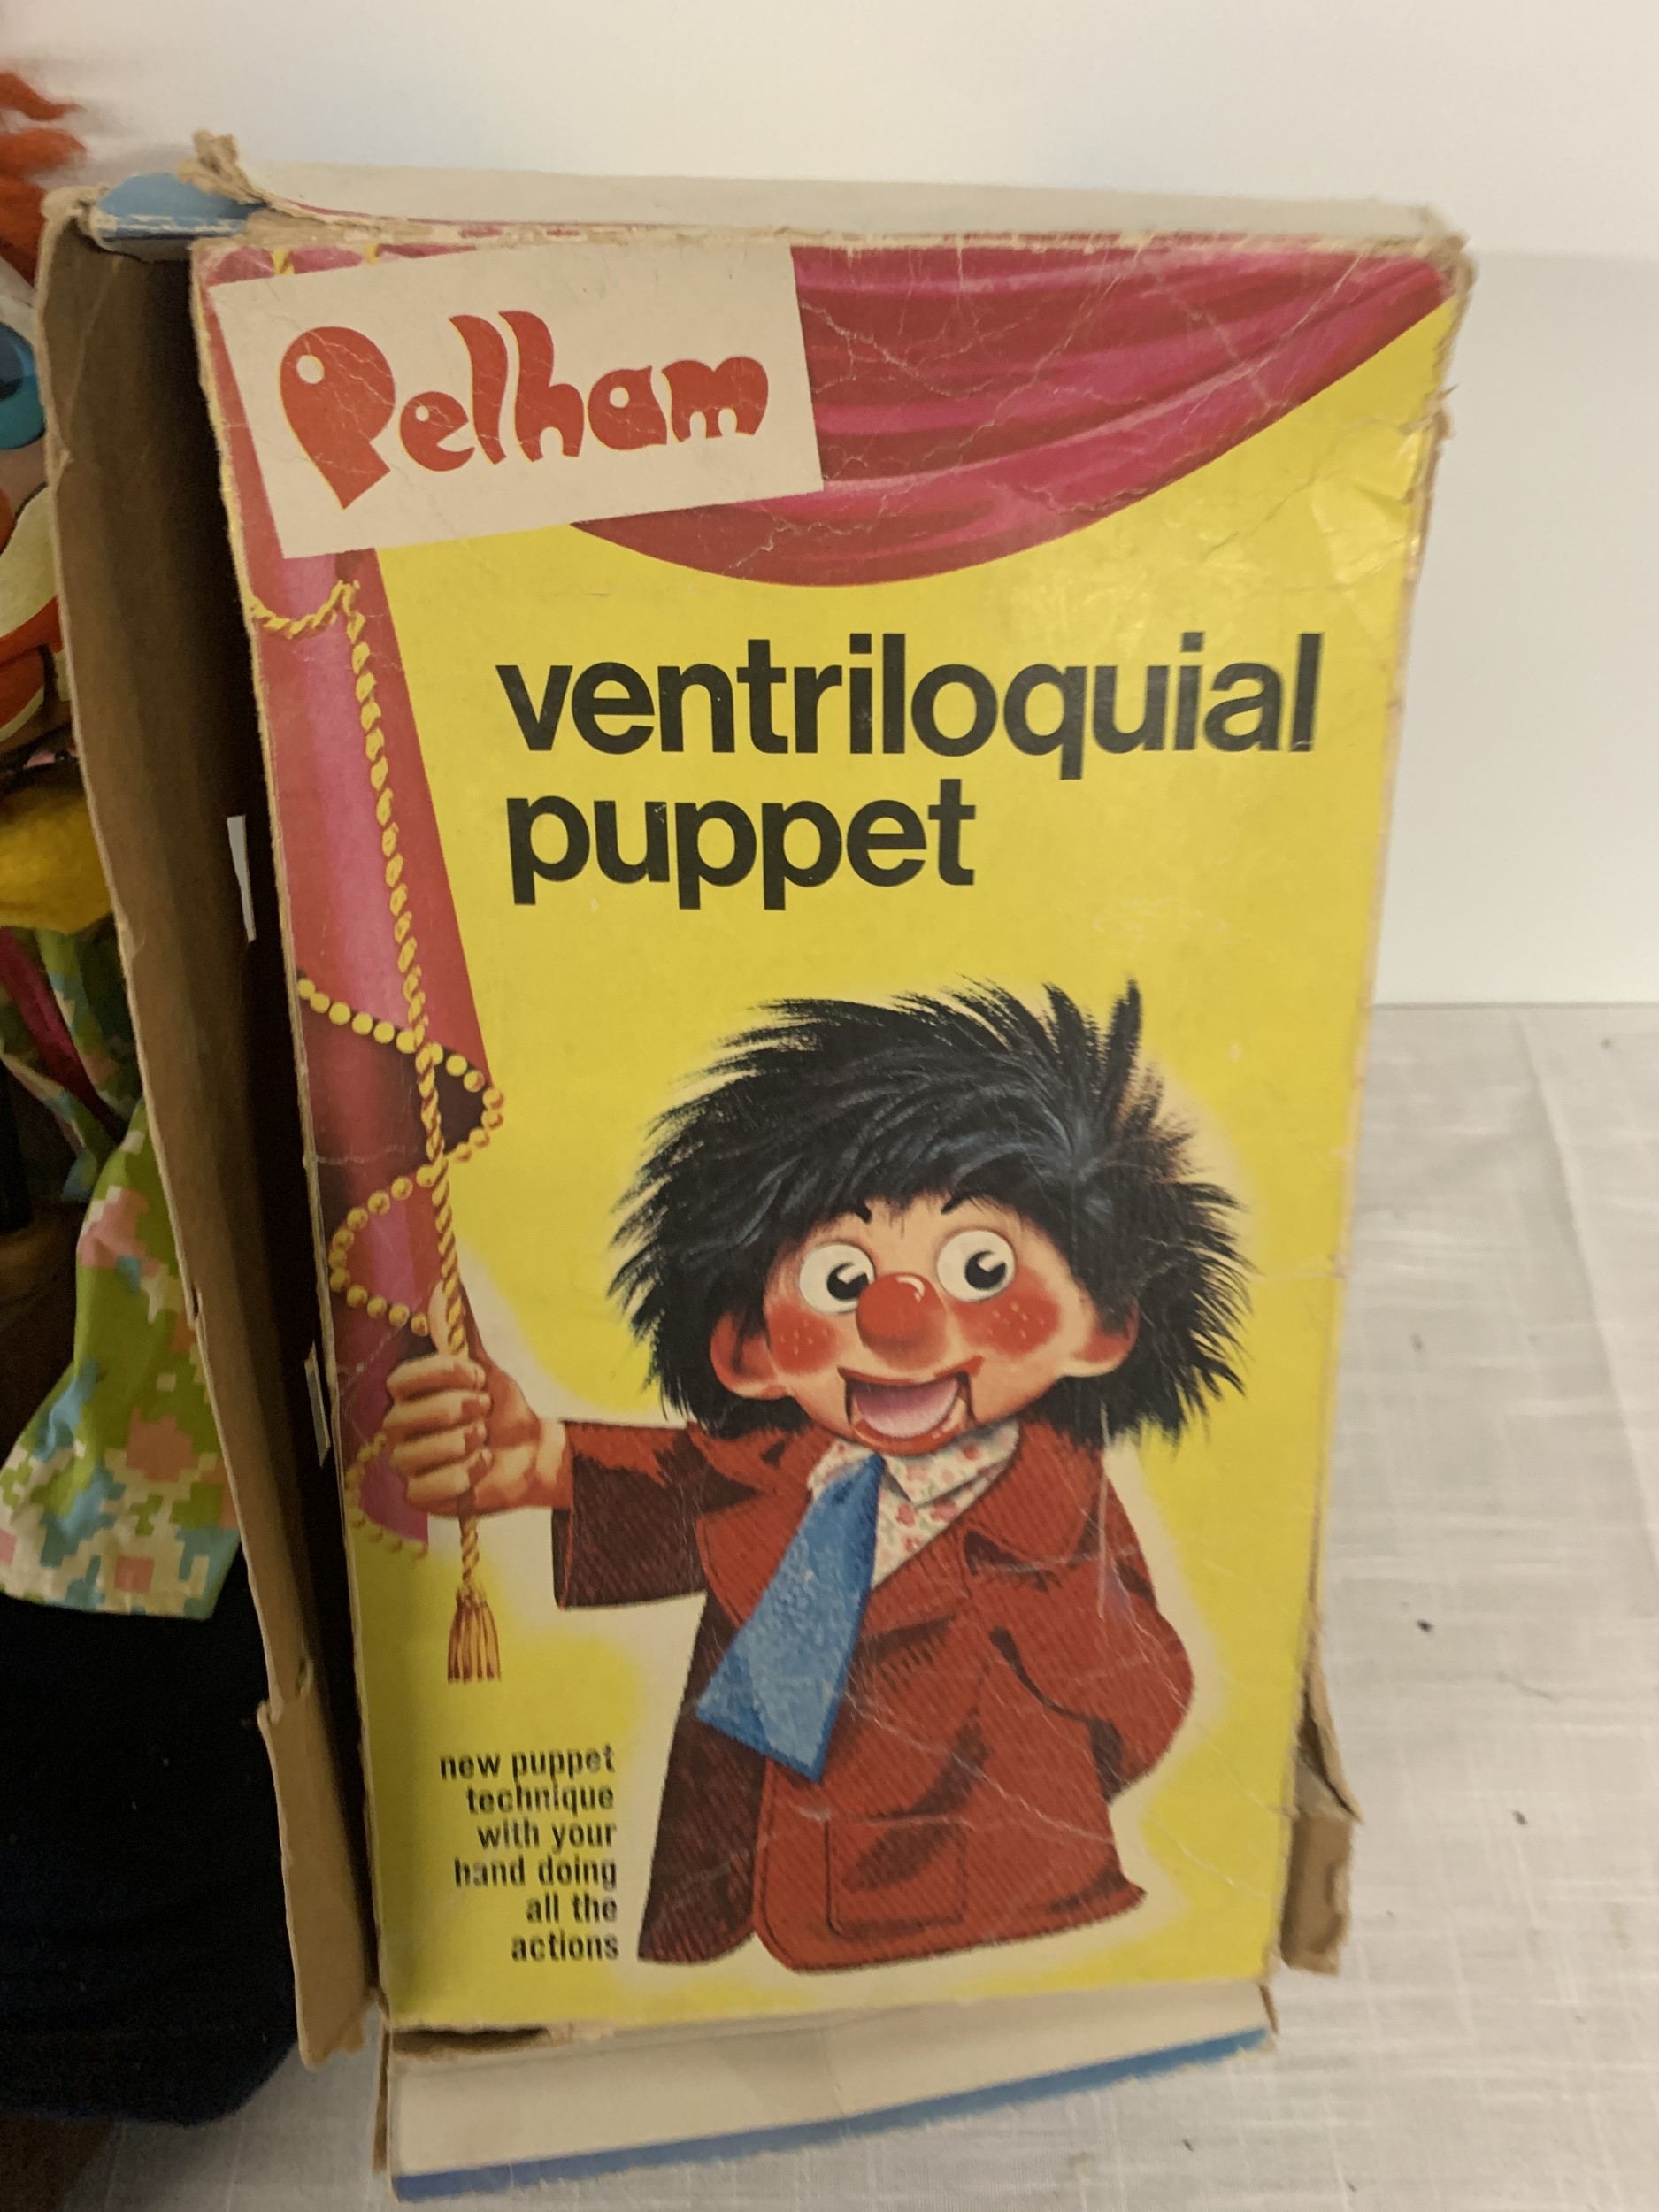 Pelham
ventriloquial
puppet
new puppet
technique
with your
hand doing
all the
actions